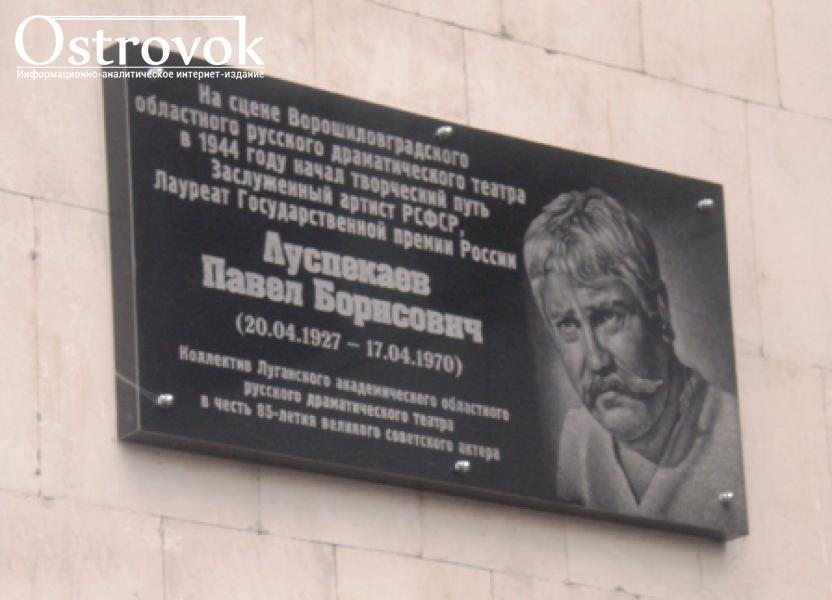 Ostrovok
Информационно-аналитическое интернет-издание
На сцене Ворошиловградского
областного русского драматического театра
в 1944 году начал творческий путь
Заслуженный артист РСФСР,
Лауреат Государственной премии России
Луспекаев
Павел Борисович
(20.04.1927 – 17.04.1970)
Коллектив Луганского академического областного
русского драматического театра
в честь 85-летия великого советского актера